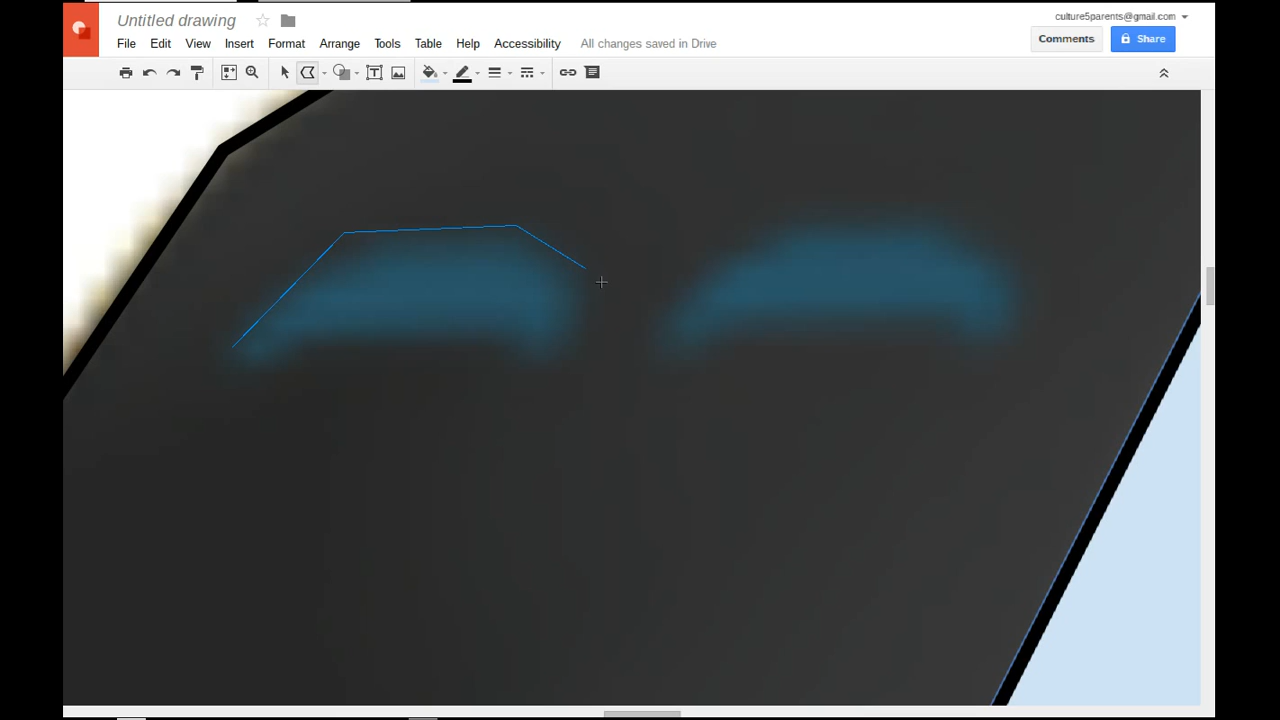 Untitled drawing
culture5parents@gmail.com
File Edit View Insert Format Arrange Tools Table Help Accessibility All changes saved in Drive
Comments Share